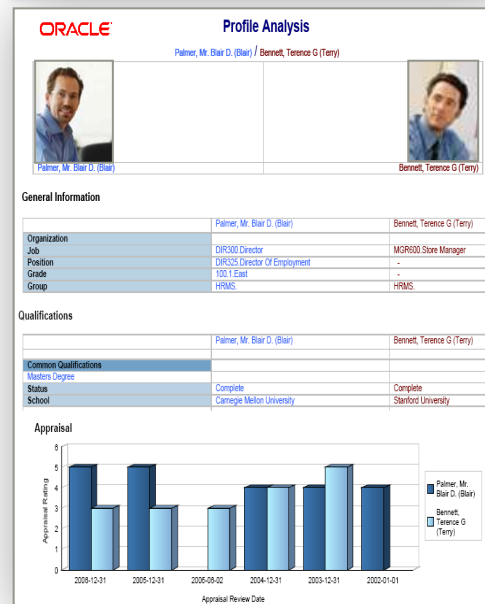 ORACLE
Profile Analysis
Palmer, Mr. Blair D. (Blair) / Bennett, Terence G (Terry)
Palmer, Mr. Blair D. (Blair) Bennett, Terence G (Terry)
General Information
Palmer, Mr. Blair D. (Blair) Bennett, Terence G (Terry)
Organization
Job DIR300.Director MGR600.Store Manager
Position DIR325.Director Of Employment -
Grade 100.1.East -
Group HRMS. HRMS.
Qualifications
Palmer, Mr. Blair D. (Blair) Bennett, Terence G (Terry)
Common Qualifications
Masters Degree
Status Complete Complete
School Carnegie Mellon University Stanford University
Appraisal
6
5
4
3
2
1
0
Appraisal Rating
2006-12-31 2005-12-31 2005-06-02 2004-12-31 2003-12-31 2002-01-01
Appraisal Review Date
Palmer, Mr.
Blair D. (Blair)
Bennett,
Terence G
(Terry)